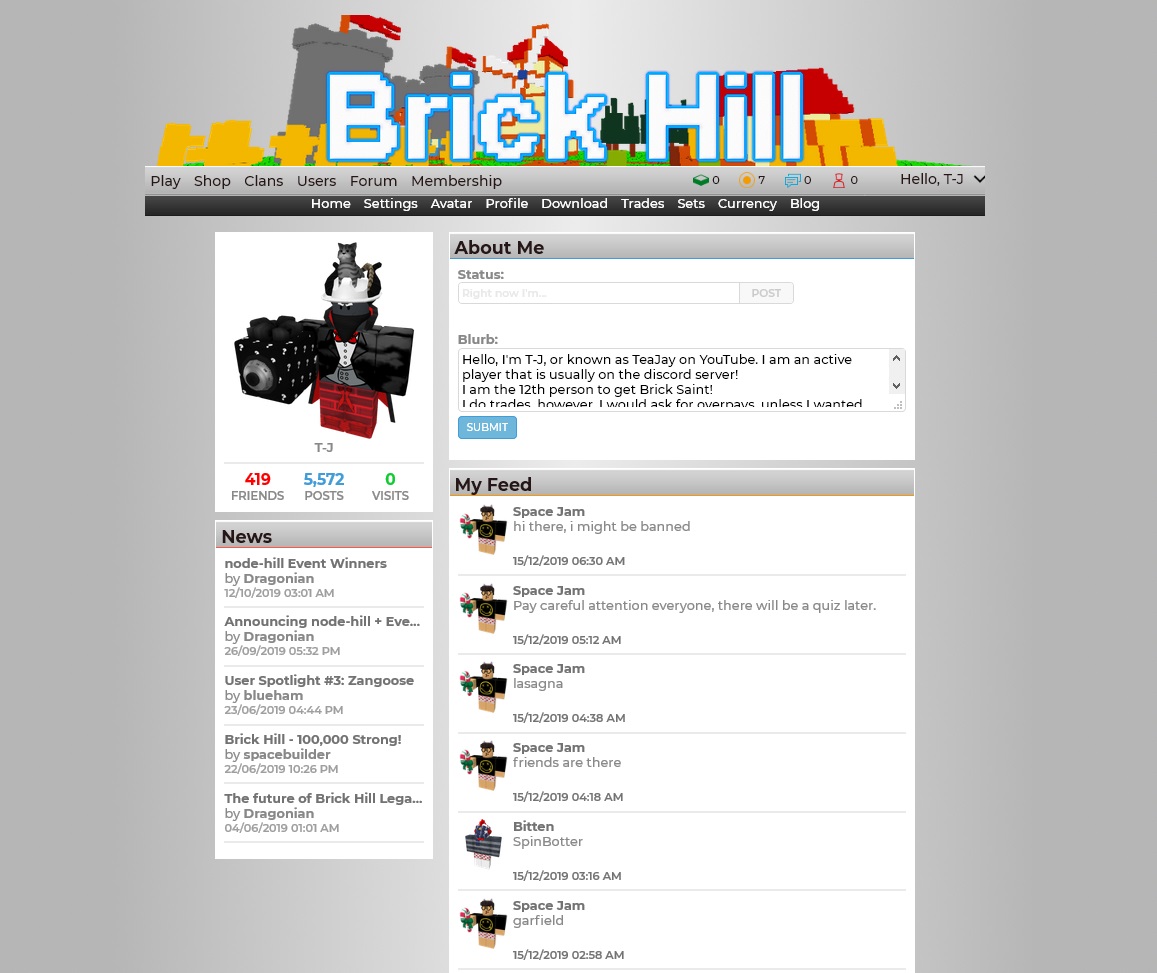 Brick Hill
Play Shop Clans Users Forum Membership 0 7 0 0 Hello, T-J
Home Settings Avatar Profile Download Trades Sets Currency Blog
T-J
419 5,572 0
FRIENDS POSTS VISITS
News
node-hill Event Winners
by Dragonian
12/10/2019 03:01 AM
Announcing node-hill + Eve...
by Dragonian
26/09/2019 05:32 PM
User Spotlight #3: Zangoose
by blueham
23/06/2019 04:44 PM
Brick Hill - 100,000 Strong!
by spacebuilder
22/06/2019 10:26 PM
The future of Brick Hill Lega...
by Dragonian
04/06/2019 01:01 AM
About Me
Status:
Right now I'm... POST
Blurb:
Hello, I'm T-J, or known as TeaJay on YouTube. I am an active
player that is usually on the discord server!
I am the 12th person to get Brick Saint!
I do trades, however, I would ask for overpays, unless I wanted
SUBMIT
My Feed
Space Jam
hi there, i might be banned
15/12/2019 06:30 AM
Space Jam
Pay careful attention everyone, there will be a quiz later.
15/12/2019 05:12 AM
Space Jam
lasagna
15/12/2019 04:38 AM
Space Jam
friends are there
15/12/2019 04:18 AM
Bitten
SpinBotter
15/12/2019 03:16 AM
Space Jam
garfield
15/12/2019 02:58 AM